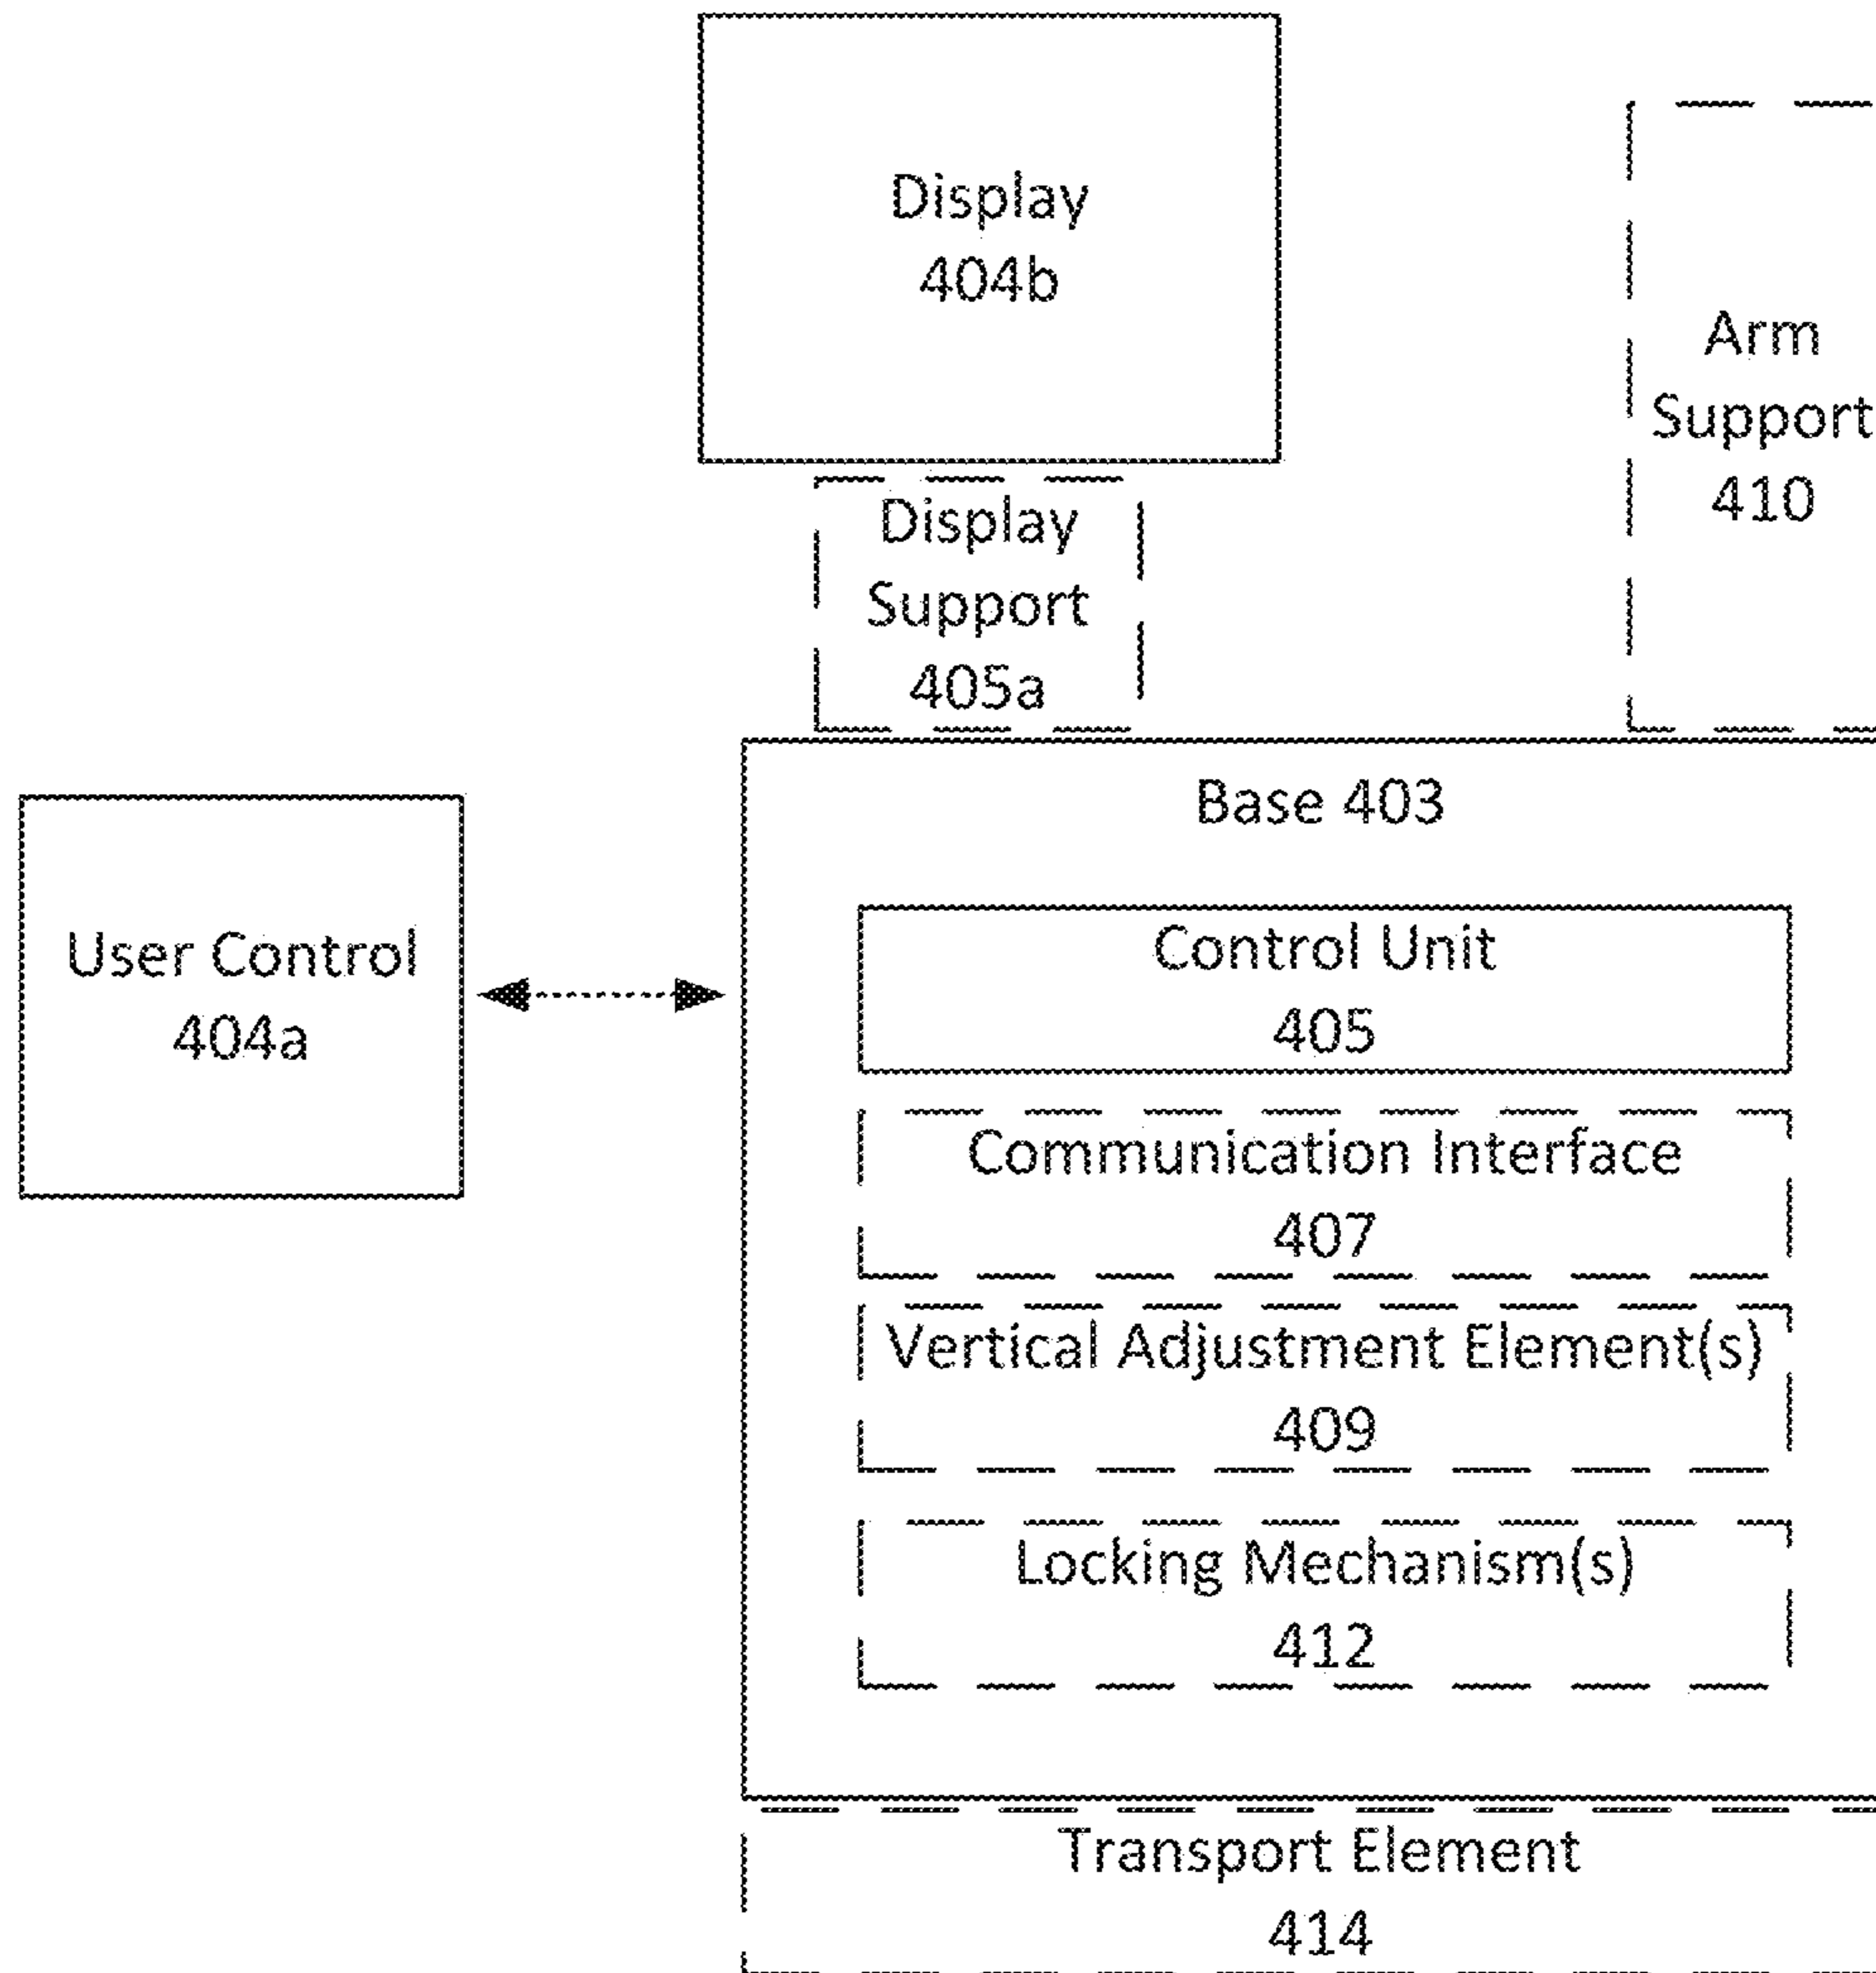 Display
404b
Arm
Support
410
Display
Support
405a
Base 403
User Control
404a
Control Unit
405
Communication Interface
407
Vertical Adjustment Element(s)
409
Locking Mechanism(s)
412
Transport Element
414